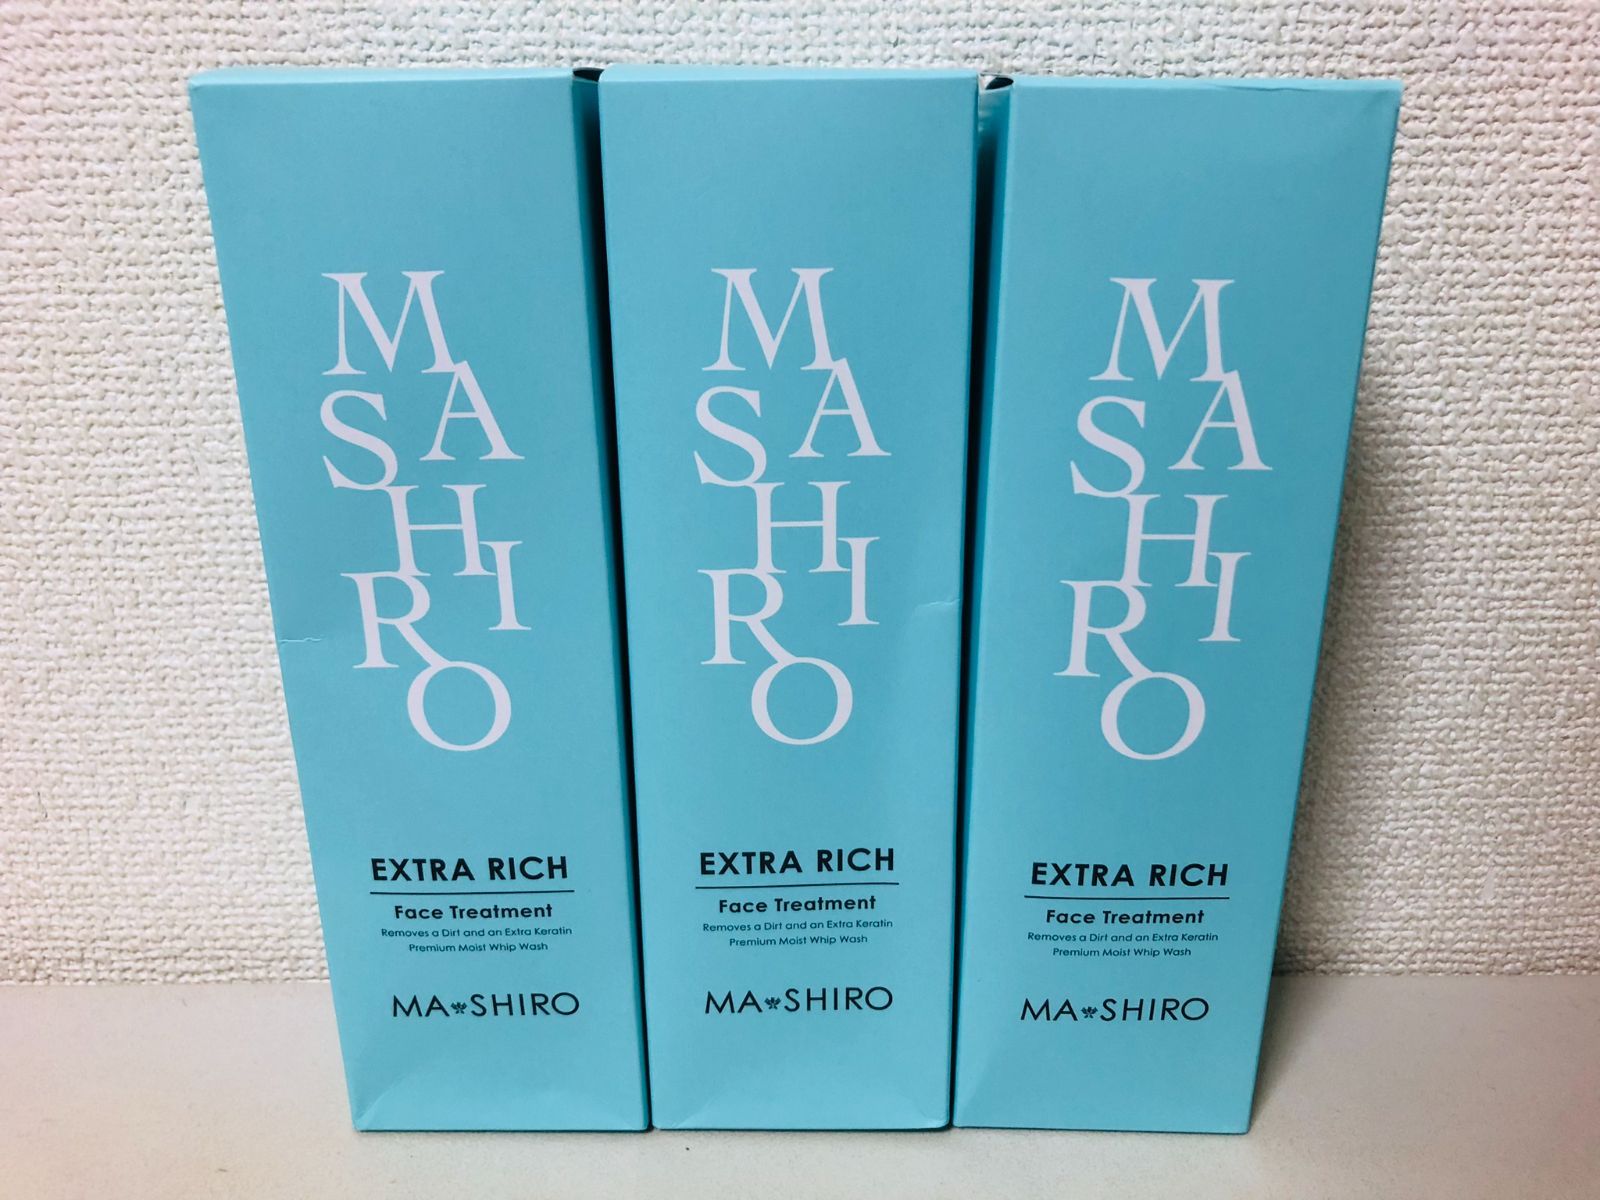 MASHIRO
EXTRA RICH
Face Treatment
Removes a Dirt and an Extra Keratin
Premium Moist Whip Wash
MA SHIRO
MASHIRO
EXTRA RICH
Face Treatment
Removes a Dirt and an Extra Keratin
Premium Moist Whip Wash
MA SHIRO
MASHIRO
EXTRA RICH
Face Treatment
Removes a Dirt and an Extra Keratin
Premium Moist Whip Wash
MA SHIRO